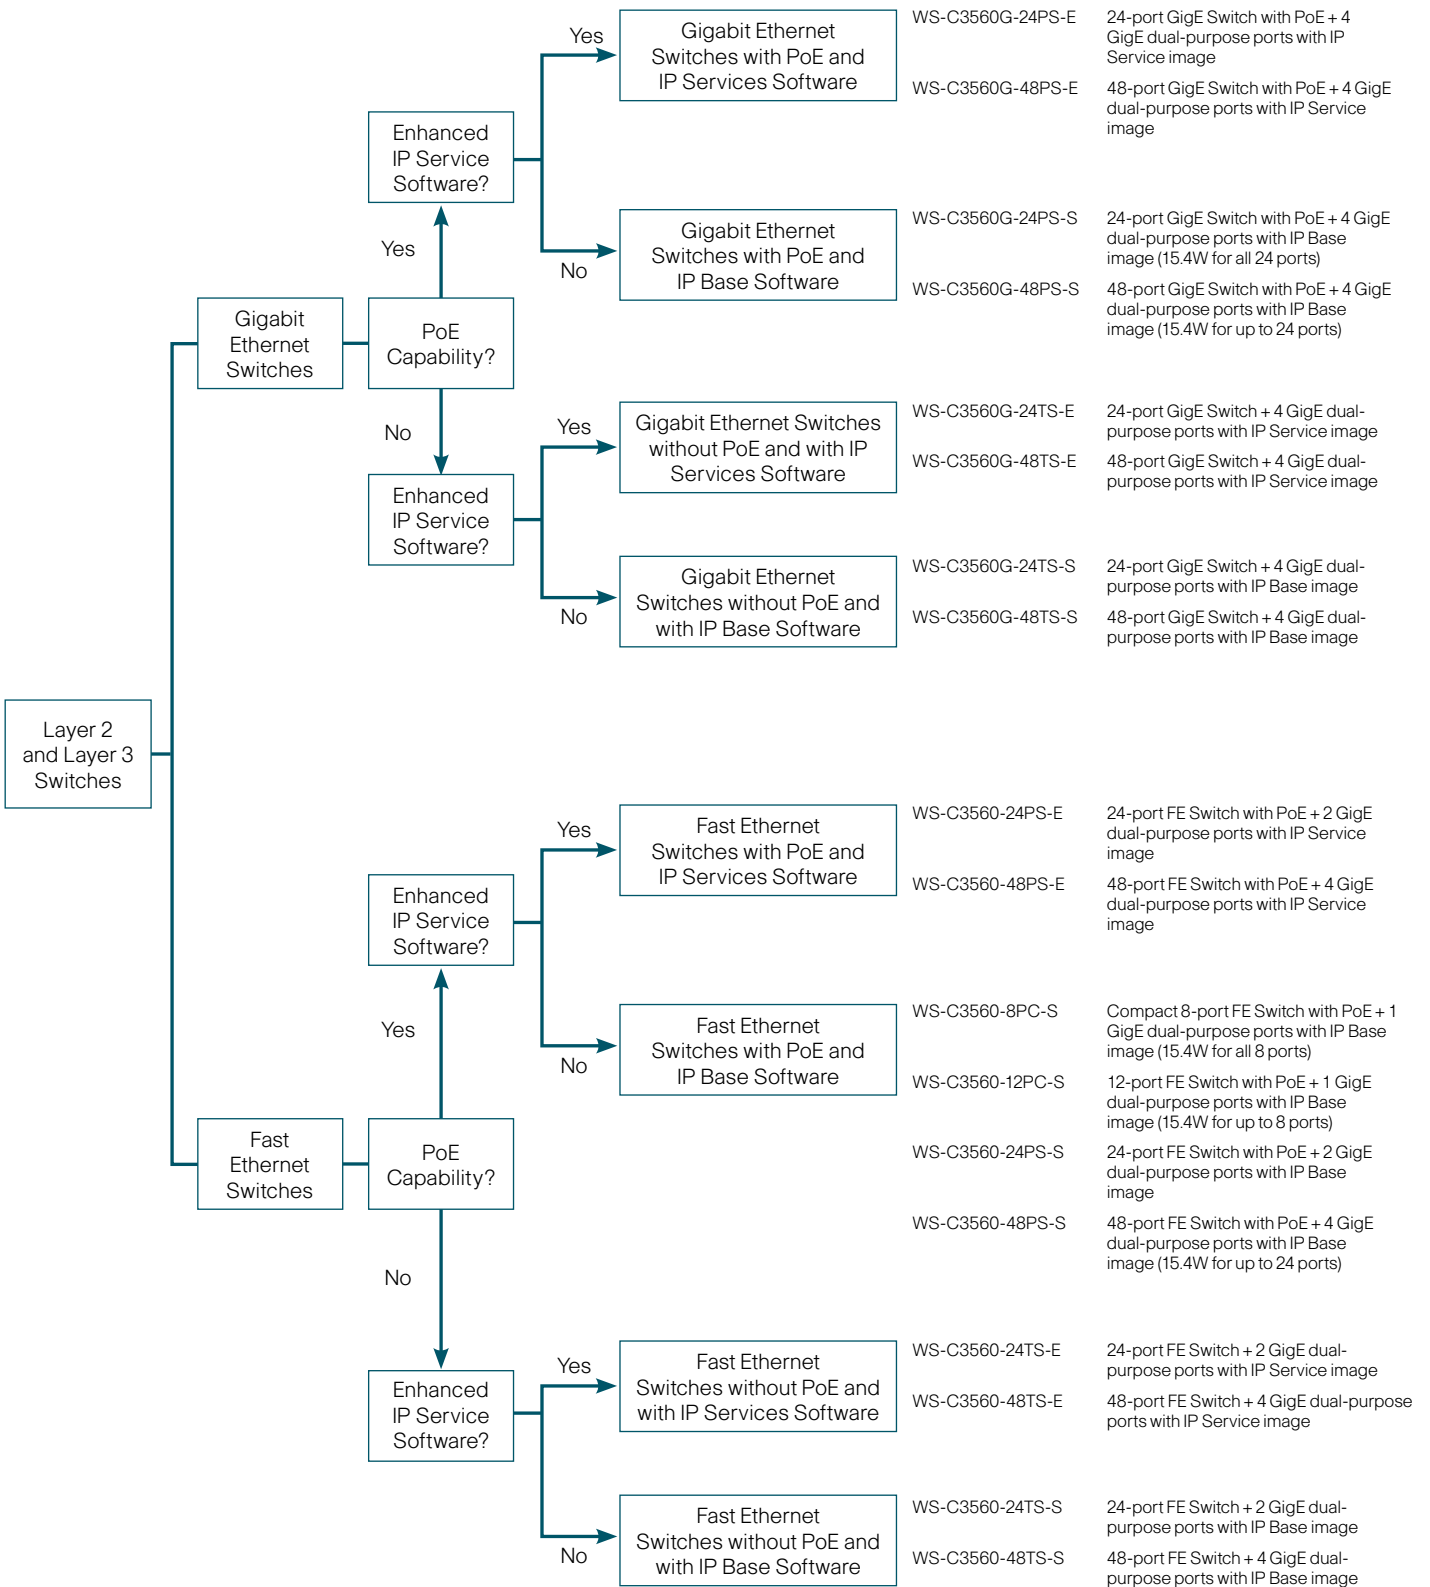 Yes
Gigabit Ethernet
Switches with PoE and
IP Services Software
WS-C3560G-24PS-E
24-port GigE Switch with PoE + 4
GigE dual-purpose ports with IP
Service image
WS-C3560G-48PS-E
48-port GigE Switch with PoE + 4 GigE
dual-purpose ports with IP Service
image
Enhanced
IP Service
Software?
Yes
No
Gigabit Ethernet
Switches with PoE and
IP Base Software
WS-C3560G-24PS-S
24-port GigE Switch with PoE + 4 GigE
dual-purpose ports with IP Base
image (15.4W for all 24 ports)
WS-C3560G-48PS-S
48-port GigE Switch with PoE + 4 GigE
dual-purpose ports with IP Base
image (15.4W for up to 24 ports)
Gigabit
Ethernet
Switches
PoE
Capability?
No
Yes
Gigabit Ethernet Switches
without PoE and with IP
Services Software
WS-C3560G-24TS-E
24-port GigE Switch + 4 GigE dual-
purpose ports with IP Service image
WS-C3560G-48TS-E
48-port GigE Switch + 4 GigE dual-
purpose ports with IP Service image
Enhanced
IP Service
Software?
No
Gigabit Ethernet
Switches without PoE and
with IP Base Software
WS-C3560G-24TS-S
24-port GigE Switch + 4 GigE dual-
purpose ports with IP Base image
WS-C3560G-48TS-S
48-port GigE Switch + 4 GigE dual-
purpose ports with IP Base image
Layer 2
and Layer 3
Switches
Yes
Fast Ethernet
Switches with PoE and
IP Services Software
WS-C3560-24PS-E
24-port FE Switch with PoE + 2 GigE
dual-purpose ports with IP Service
image
WS-C3560-48PS-E
48-port FE Switch with PoE + 4 GigE
dual-purpose ports with IP Service
image
Enhanced
IP Service
Software?
Yes
No
Fast Ethernet
Switches with PoE and
IP Base Software
WS-C3560-8PC-S
Compact 8-port FE Switch with PoE + 1
GigE dual-purpose ports with IP Base
image (15.4W for all 8 ports)
WS-C3560-12PC-S
12-port FE Switch with PoE + 1 GigE
dual-purpose ports with IP Base
image (15.4W for up to 8 ports)
WS-C3560-24PS-S
24-port FE Switch with PoE + 2 GigE
dual-purpose ports with IP Base
image
WS-C3560-48PS-S
48-port FE Switch with PoE + 4 GigE
dual-purpose ports with IP Base
image (15.4W for up to 24 ports)
Fast
Ethernet
Switches
PoE
Capability?
No
Yes
Fast Ethernet
Switches without PoE and
with IP Services Software
WS-C3560-24TS-E
24-port FE Switch + 2 GigE dual-
purpose ports with IP Service image
WS-C3560-48TS-E
48-port FE Switch + 4 GigE dual-purpose
ports with IP Service image
Enhanced
IP Service
Software?
No
Fast Ethernet
Switches without PoE and
with IP Base Software
WS-C3560-24TS-S
24-port FE Switch + 2 GigE dual-
purpose ports with IP Base image
WS-C3560-48TS-S
48-port FE Switch + 4 GigE dual-
purpose ports with IP Base image